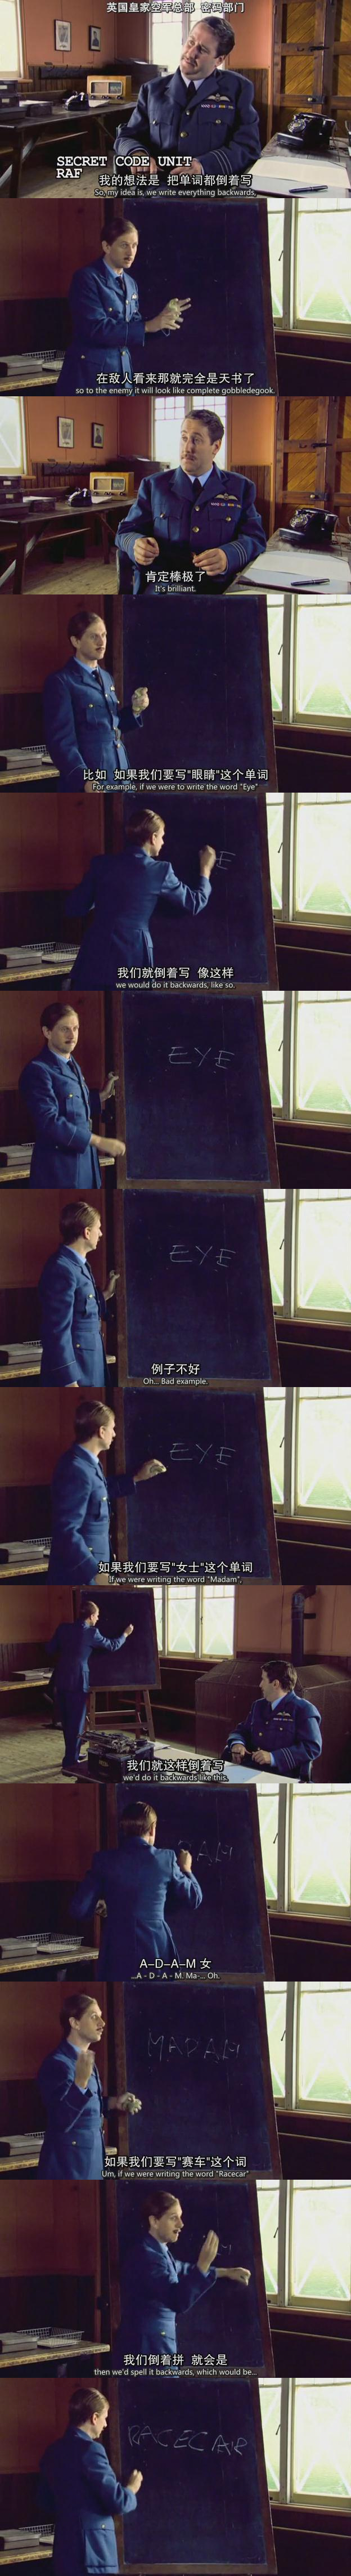 英国皇家空军总部 密码部门
SECRET CODE UNIT
RAF
我的想法是 把单词都倒着写
So, my idea is, we write everything backwards,
在敌人看来那就完全是天书了
so to the enemy it will look like complete gobbledegook.
肯定棒极了
It's brilliant.
比如 如果我们要写"眼睛"这个单词
For example, if we were to write the word "Eye"
E
我们就倒着写 像这样
we would do it backwards, like so.
EYE
EYE
例子不好
Oh... Bad example.
EYE
如果我们要写"女士"这个单词
If we were writing the word "Madam",
我们就这样倒着写
we'd do it backwards like this.
AM
A–D–A–M 女
...A - D - A - M. Ma-... Oh.
MADAM
如果我们要写"赛车"这个词
Um, if we were writing the word "Racecar"
我们倒着拼 就会是
then we'd spell it backwards, which would be...
RACECAR